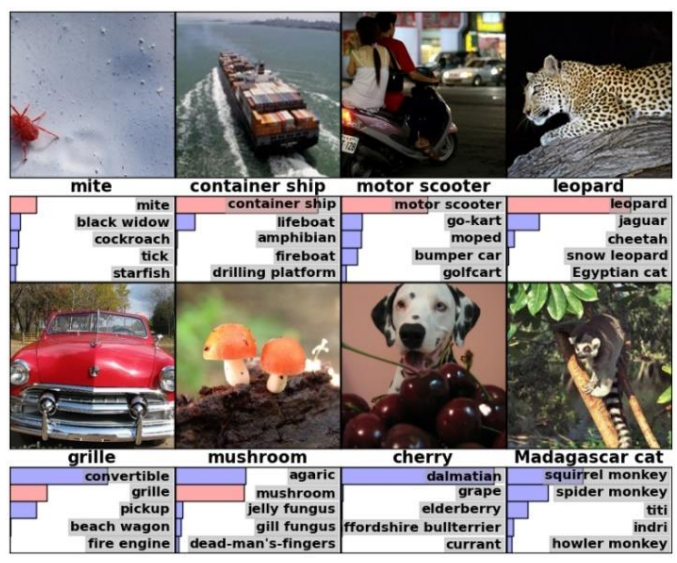 mite
container ship
motor scooter
leopard
mite
black widow
cockroach
tick
starfish
container ship
lifeboat
amphibian
fireboat
drilling platform
motor scooter
go-kart
moped
bumper car
golfcart
leopard
jaguar
cheetah
snow leopard
Egyptian cat
grille
mushroom
cherry
Madagascar cat
convertible
grille
pickup
beach wagon
fire engine
agaric
mushroom
jelly fungus
gill fungus
dead-man's-fingers
dalmatian
grape
elderberry
ffordshire bullterrier
currant
squirrel monkey
spider monkey
titi
indri
howler monkey